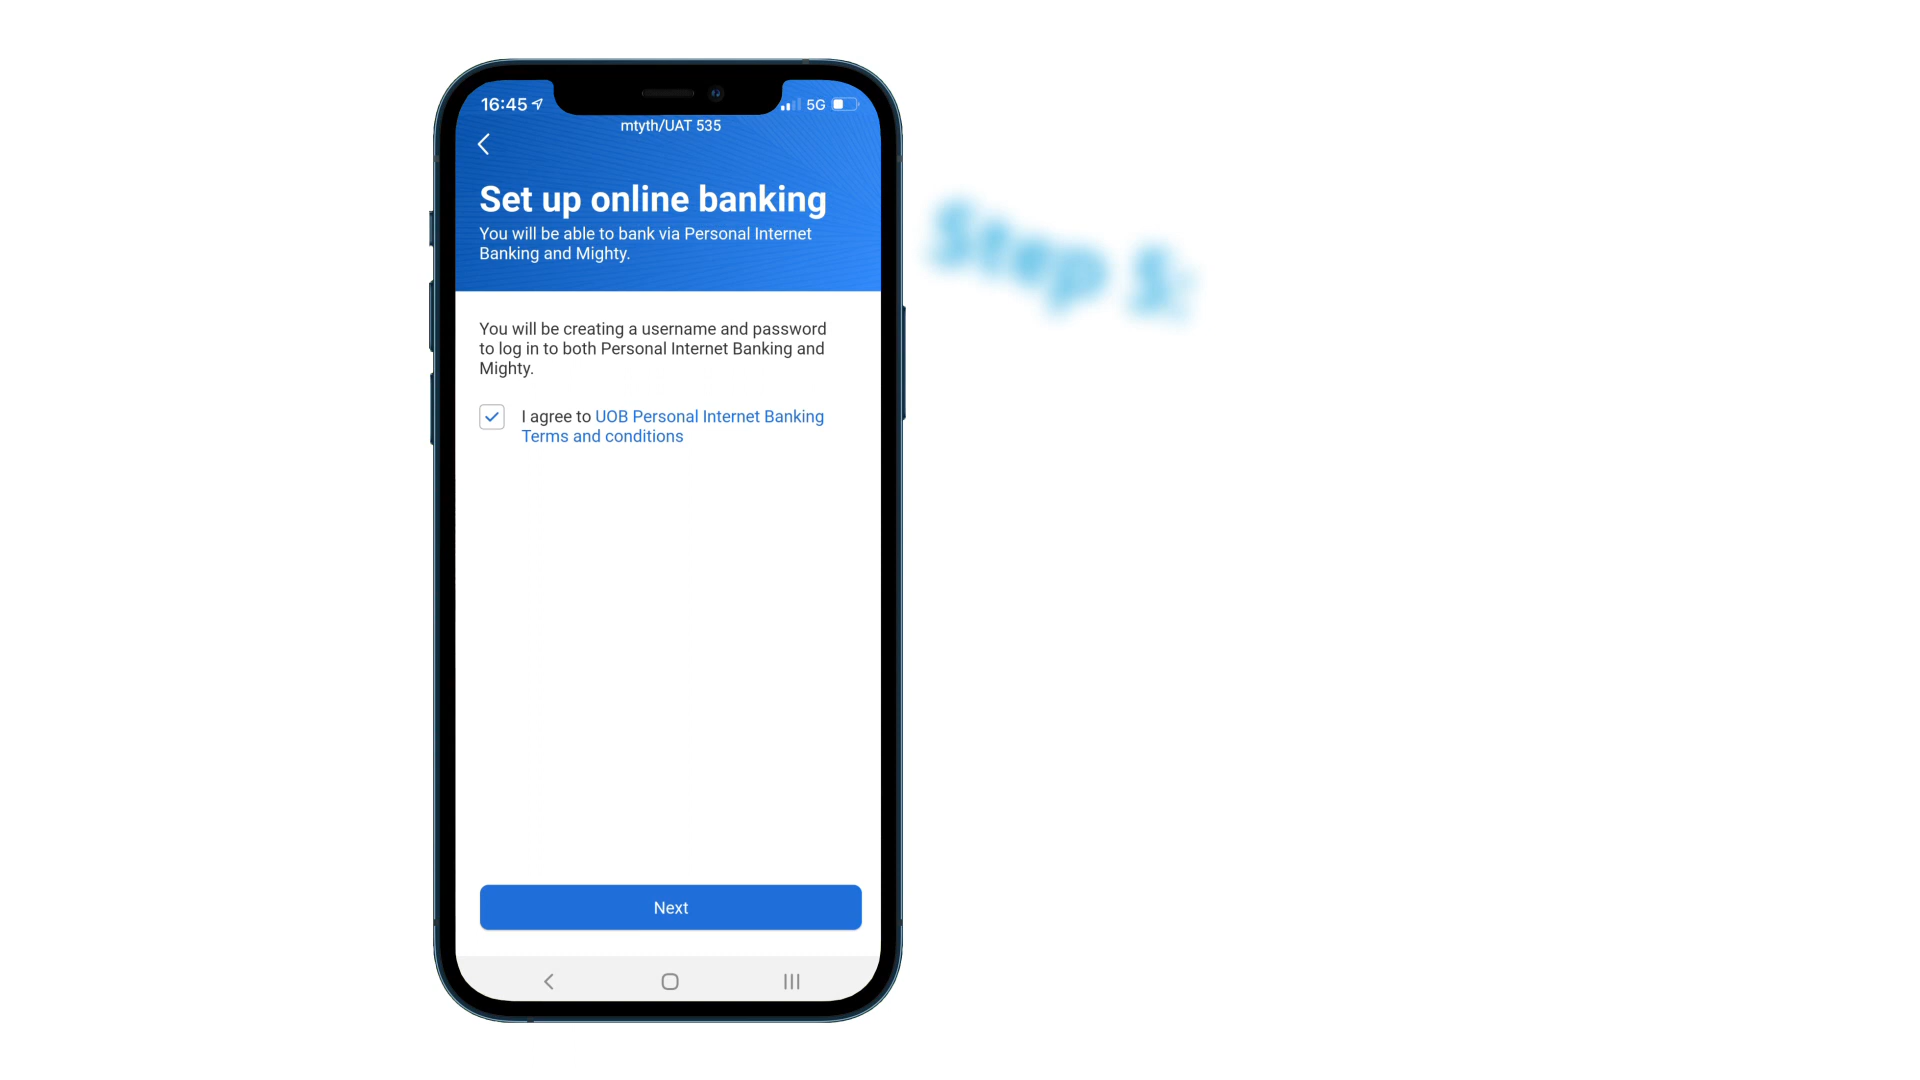 16:45
5G
mtyth/UAT 535
Set up online banking
You will be able to bank via Personal Internet
Banking and Mighty.
You will be creating a username and password
to log in to both Personal Internet Banking and
Mighty.
I agree to UOB Personal Internet Banking
Terms and conditions
Next
Step 5: